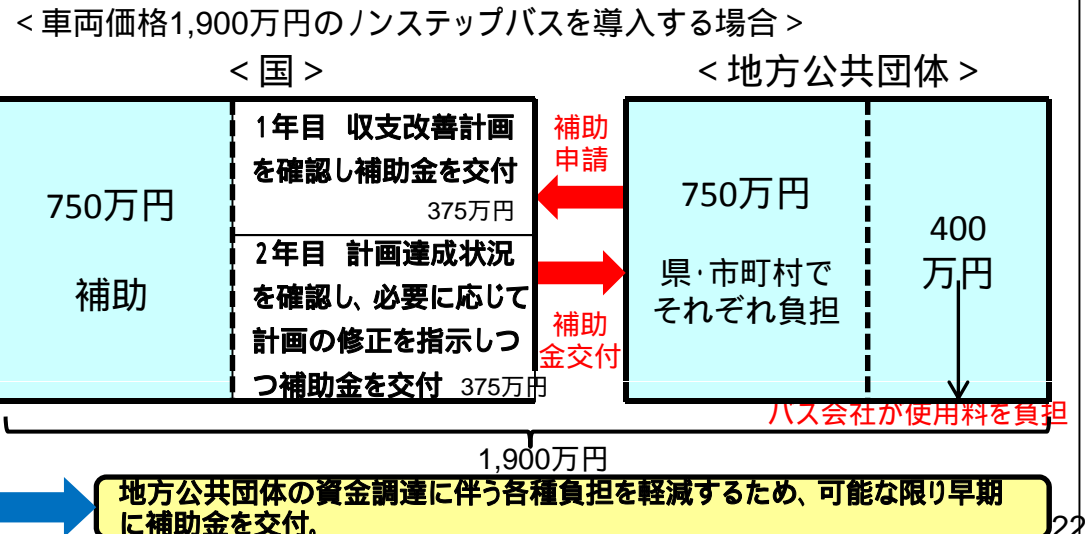 ＜車両価格1,900万円のノンステップバスを導入する場合＞
＜国＞
＜地方公共団体＞
750万円
補助
1年目 収支改善計画
を確認し補助金を交付
375万円
2年目 計画達成状況
を確認し、必要に応じて
計画の修正を指示しつ
つ補助金を交付 375万円
補助
申請
補助
金交付
750万円
県・市町村で
それぞれ負担
400
万円
バス会社が使用料を負担
1,900万円
地方公共団体の資金調達に伴う各種負担を軽減するため、可能な限り早期
に補助金を交付。
22